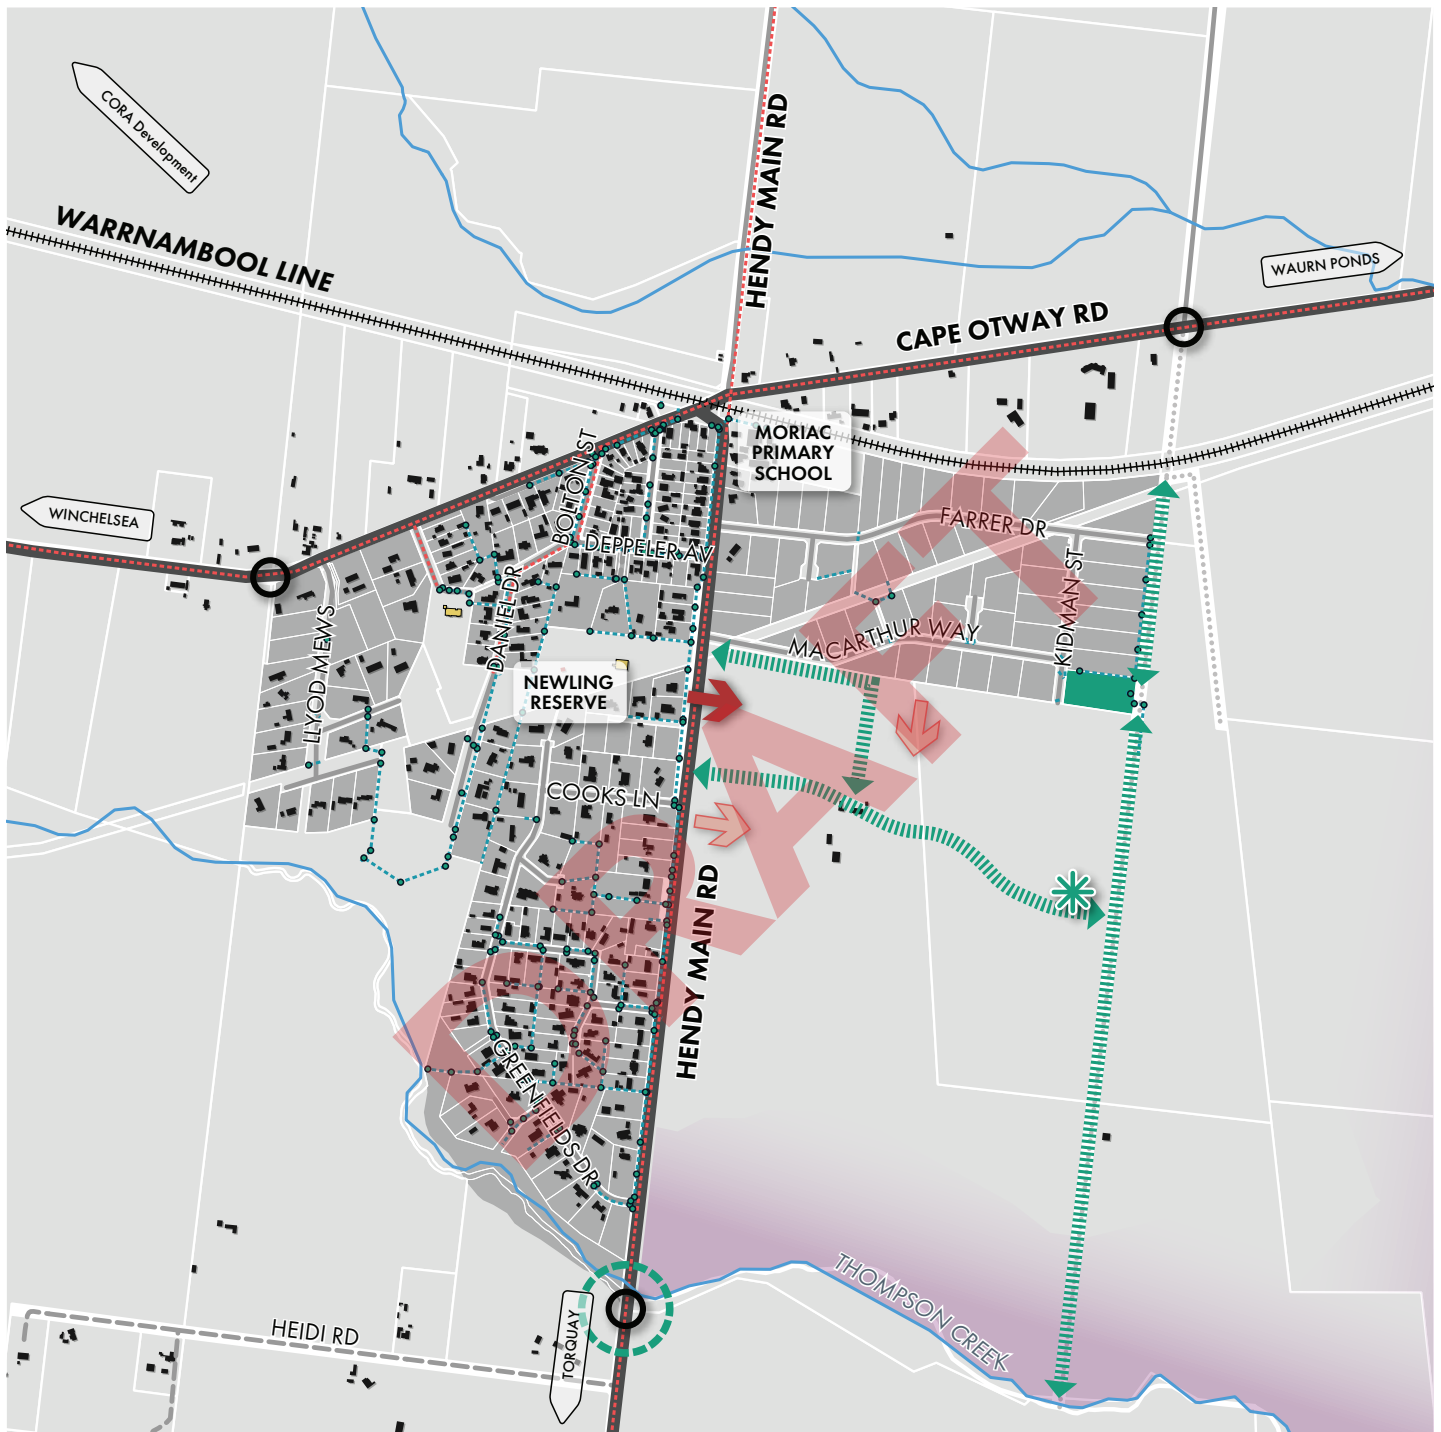 CORA Development
HENDY MAIN RD
WARRNAMBOOL LINE
WAURN PONDS
CAPE OTWAY RD
MORIAC
PRIMARY
SCHOOL
BOLTON ST
WINCHELSEA
FARRER DR
DEPPELER AV
KIDMAN ST
DANIEL DR
LLYOD MEWS
MACARTHUR WAY
NEWLING
RESERVE
COOKS LN
DRAFT
HENDY MAIN RD
GREENFIELDS DR
THOMPSON CREEK
HEIDI RD
TORQUAY